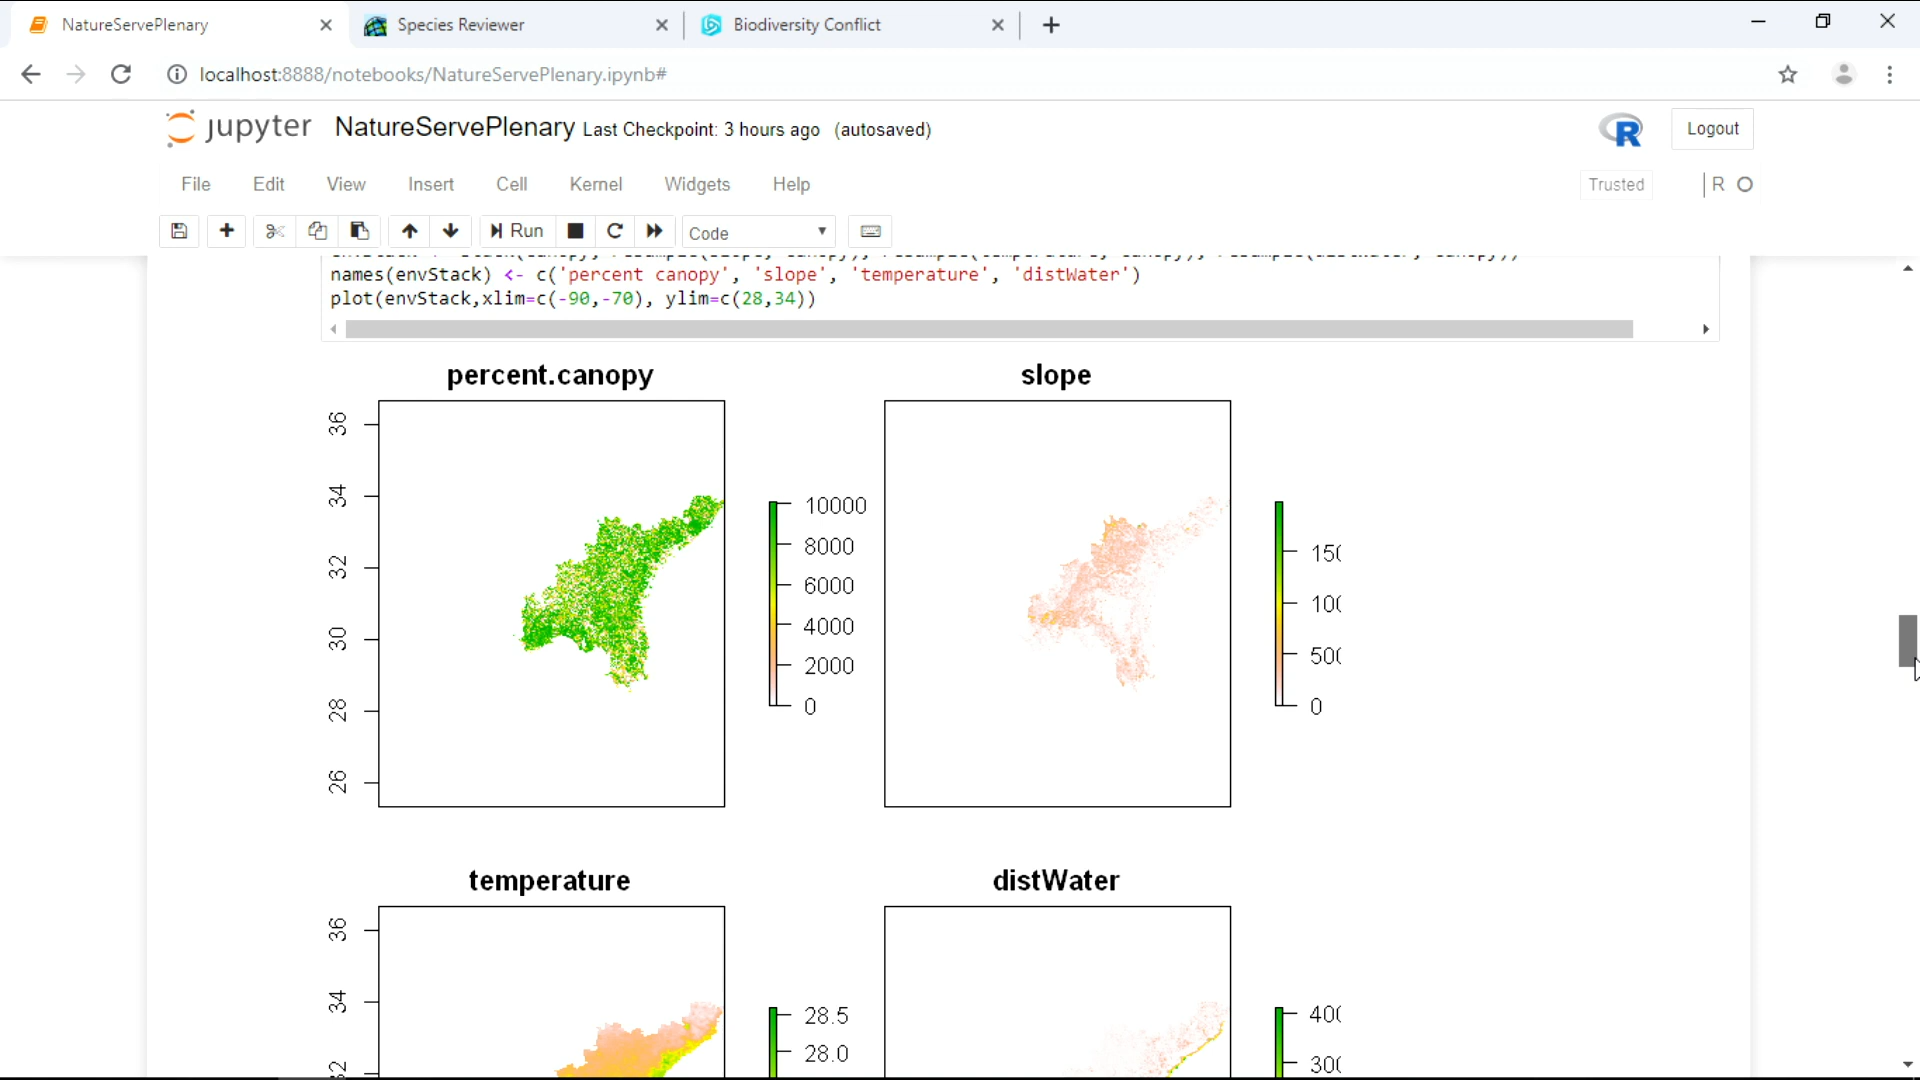 NatureServePlenary
Species Reviewer
Biodiversity Conflict
localhost:8888/notebooks/NatureServePlenary.ipynb#
jupyter NatureServePlenary Last Checkpoint: 3 hours ago (autosaved)
R Logout
File Edit View Insert Cell Kernel Widgets Help Trusted R
Run Code
names(envStack) <- c('percent canopy', 'slope', 'temperature', 'distWater')
plot(envStack,xlim=c(-90,-70), ylim=c(28,34))
percent.canopy
36
34
32
30
28
26
10000
8000
6000
4000
2000
0
slope
0
temperature
36
34
28.5
28.0
distWater